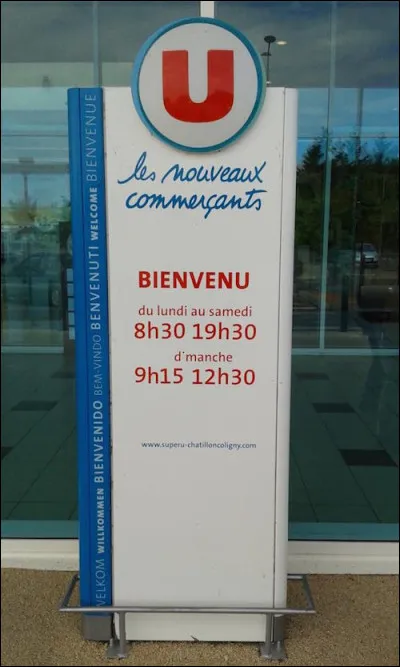 U
les nouveaux
commerçants
BIENVENU
du lundi au samedi
8h30 19h30
d'manche
9h15 12h30
www.superu-chatilloncoligny.com
WELKOM WILLKOMMEN BIENVENIDO BEM-VINDO BENVENUTI WELCOME BIENVENUE